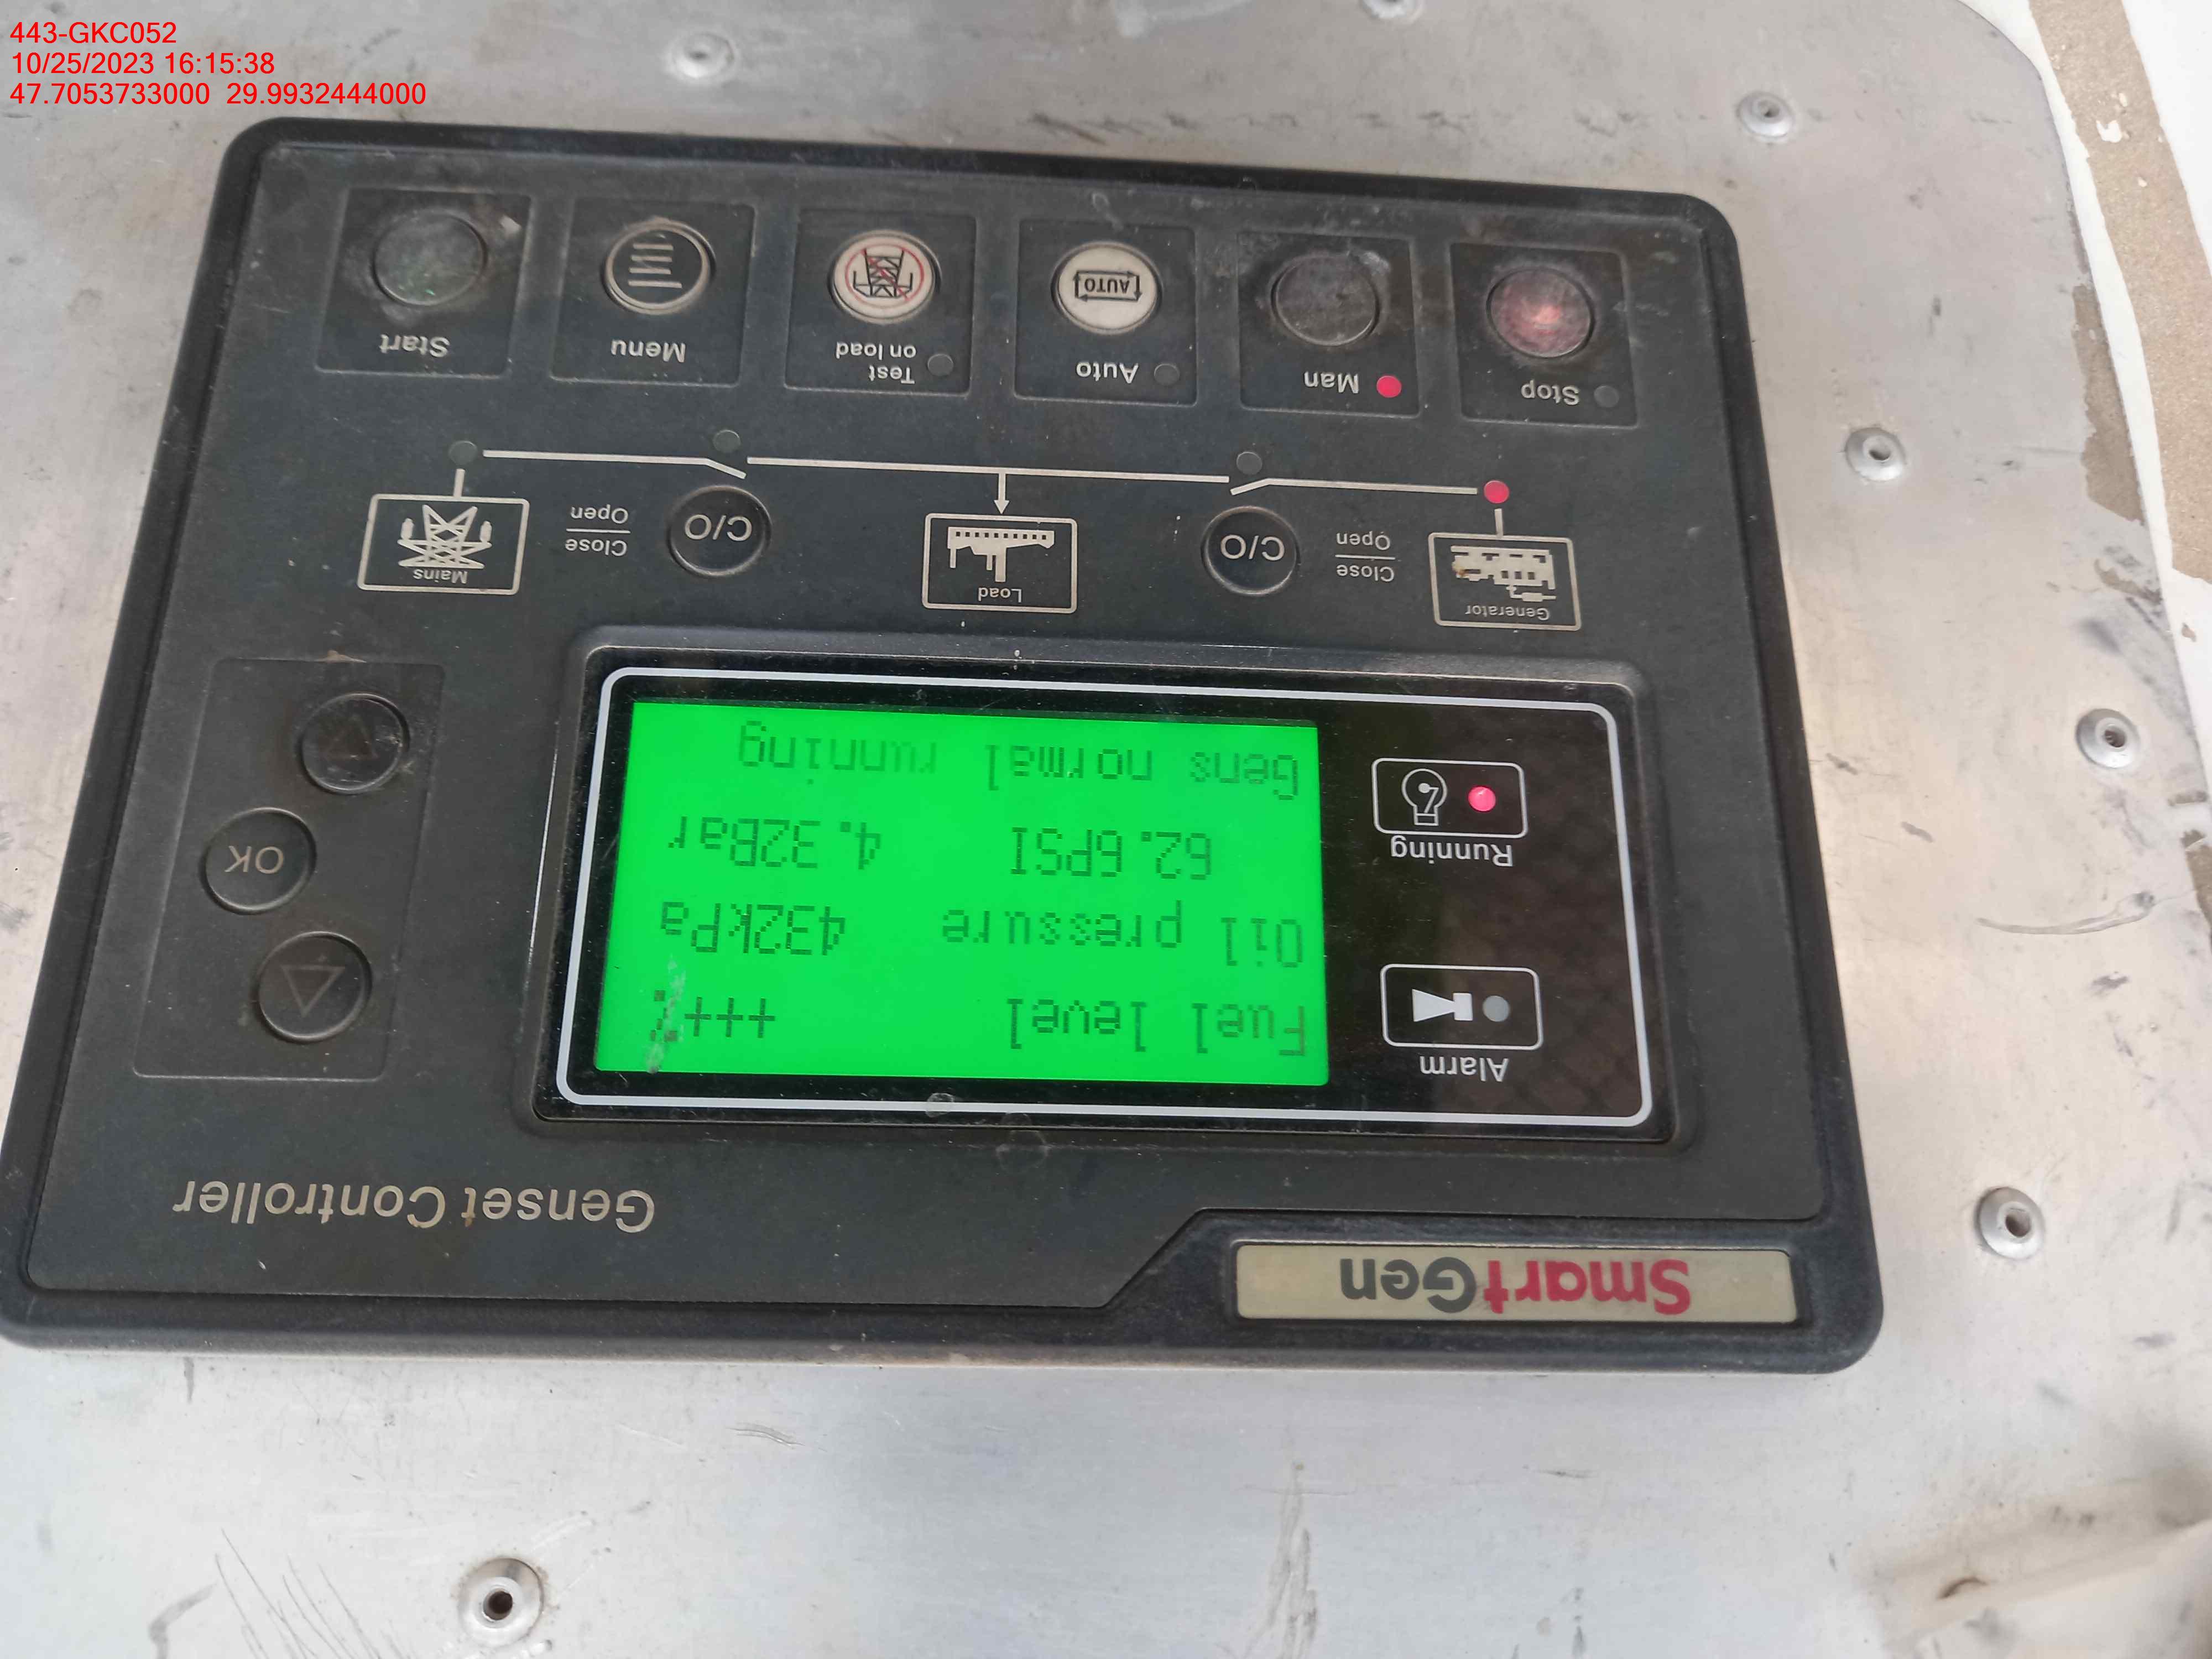 443-GKC052
10/25/2023 16:15:38
47.7053733000 29.9932444000
SmartGen
Genset Controller
Alarm
Running
Fuel level +++%
Oil pressure 432kPa
62.6PSI 4.32Bar
Gens normal running
OK
Generator
Close
Open
C/O
Load
C/O
Close
Open
Mains
Stop
Man
Auto
AUTO
Test
on load
Menu
Start